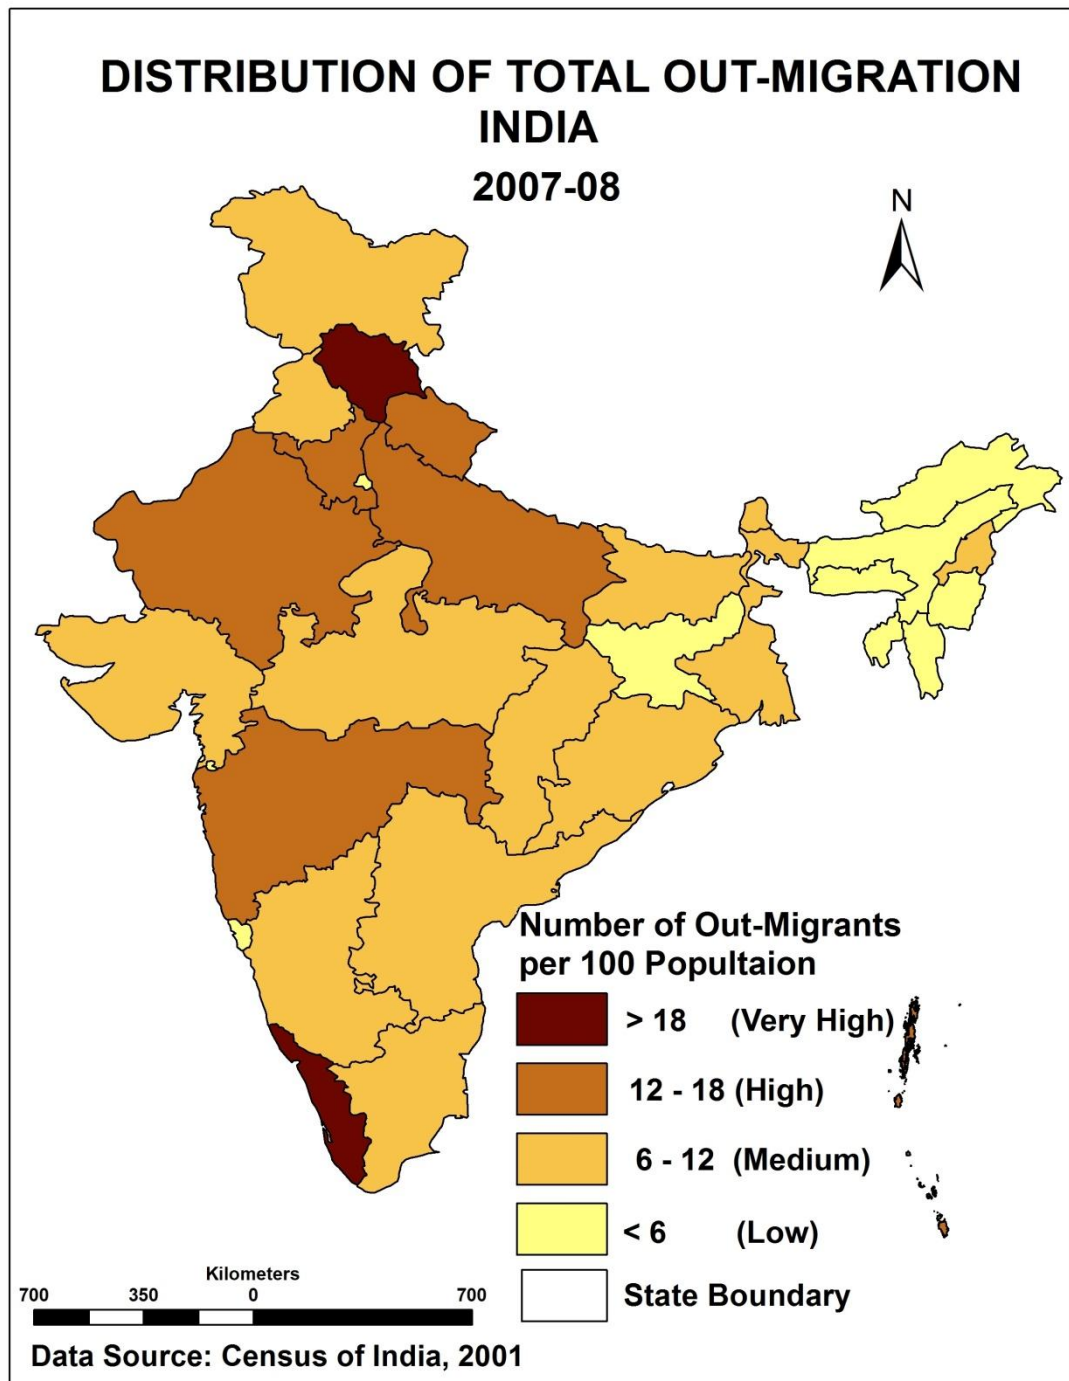 DISTRIBUTION OF TOTAL OUT-MIGRATION
INDIA
2007-08
N
Number of Out-Migrants
per 100 Popultaion
> 18 (Very High)
12 - 18 (High)
6 - 12 (Medium)
< 6 (Low)
State Boundary
Kilometers
700 350 0 700
Data Source: Census of India, 2001